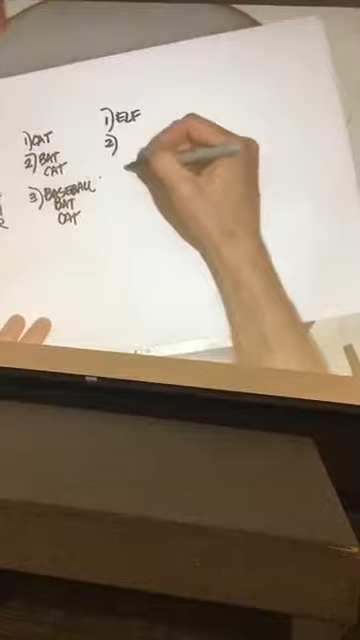 1) CAT
2) BAT
CAT
3) BASEBALL
BAT
CAT
1) ELF
2)